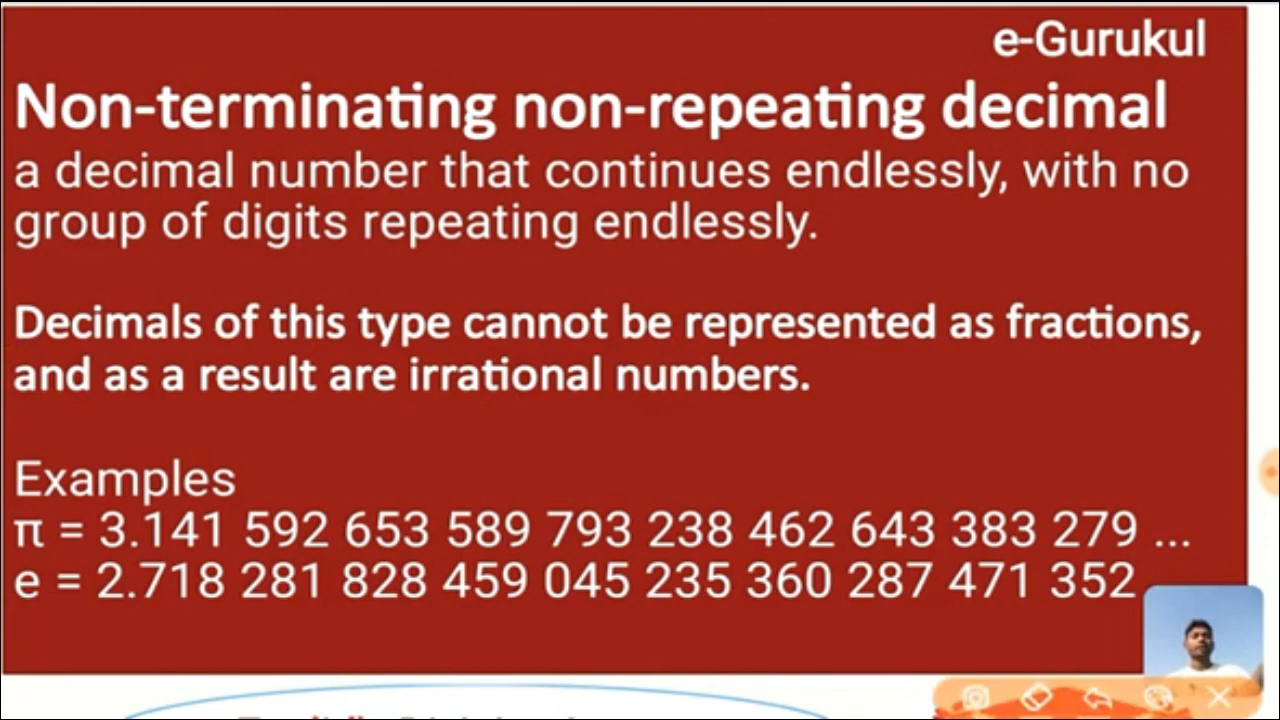 e-Gurukul
Non-terminating non-repeating decimal
a decimal number that continues endlessly, with no
group of digits repeating endlessly.
Decimals of this type cannot be represented as fractions,
and as a result are irrational numbers.
Examples
π = 3.141 592 653 589 793 238 462 643 383 279 ...
e = 2.718 281 828 459 045 235 360 287 471 352